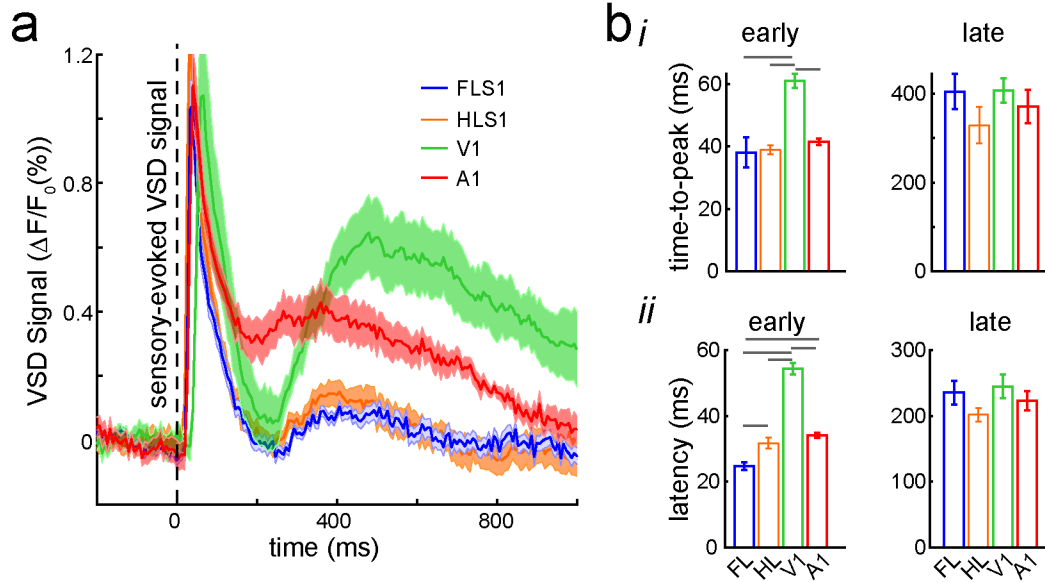 a
VSD Signal (ΔF/F0(%))
1.2
0.8
0.4
0
sensory-evoked VSD signal
FLS1
HLS1
V1
A1
0
400
800
time (ms)
b
i
early
late
time-to-peak (ms)
60
40
20
0
400
200
0
ii
early
late
latency (ms)
60
40
20
0
300
200
100
0
FL HL V1 A1
FL HL V1 A1